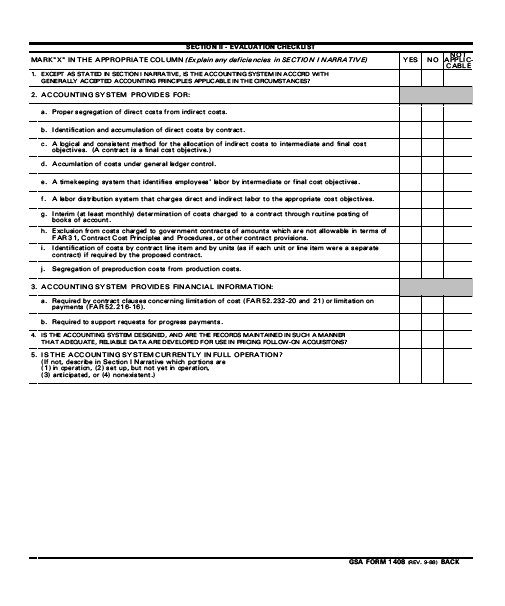 SECTION II - EVALUATION CHECKLIST
MARK "X" IN THE APPROPRIATE COLUMN (Explain any deficiencies in SECTION I NARRATIVE)
YES
NO
NOT
APPLIC-
CABLE
1. EXCEPT AS STATED IN SECTION I NARRATIVE, IS THE ACCOUNTING SYSTEM IN ACCORD WITH
GENERALLY ACCEPTED ACCOUNTING PRINCIPLES APPLICABLE IN THE CIRCUMSTANCES?
2. ACCOUNTING SYSTEM PROVIDES FOR:
a. Proper segregation of direct costs from indirect costs.
b. Identification and accumulation of direct costs by contract.
c. A logical and consistent method for the allocation of indirect costs to intermediate and final cost
objectives. (A contract is a final cost objective.)
d. Accumlation of costs under general ledger control.
e. A timekeeping system that identifies employees' labor by intermediate or final cost objectives.
f. A labor distribution system that charges direct and indirect labor to the appropriate cost objectives.
g. Interim (at least monthly) determination of costs charged to a contract through routine posting of
books of account.
h. Exclusion from costs charged to government contracts of amounts which are not allowable in terms of
FAR 31, Contract Cost Principles and Procedures, or other contract provisions.
i. Identification of costs by contract line item and by units (as if each unit or line item were a separate
contract) if required by the proposed contract.
j. Segregation of preproduction costs from production costs.
3. ACCOUNTING SYSTEM PROVIDES FINANCIAL INFORMATION:
a. Required by contract clauses concerning limitation of cost (FAR 52.232-20 and 21) or limitation on
payments (FAR 52.216-16).
b. Required to support requests for progress payments.
4. IS THE ACCOUNTING SYSTEM DESIGNED, AND ARE THE RECORDS MAINTAINED IN SUCH A MANNER
THAT ADEQUATE, RELIABLE DATA ARE DEVELOPED FOR USE IN PRICING FOLLOW-ON ACQUISITONS?
5. IS THE ACCOUNTING SYSTEM CURRENTLY IN FULL OPERATION?
(If not, describe in Section I Narrative which portions are
(1) in operation, (2) set up, but not yet in operation,
(3) anticipated, or (4) nonexistent.)
GSA FORM 1408 (REV. 9-88) BACK